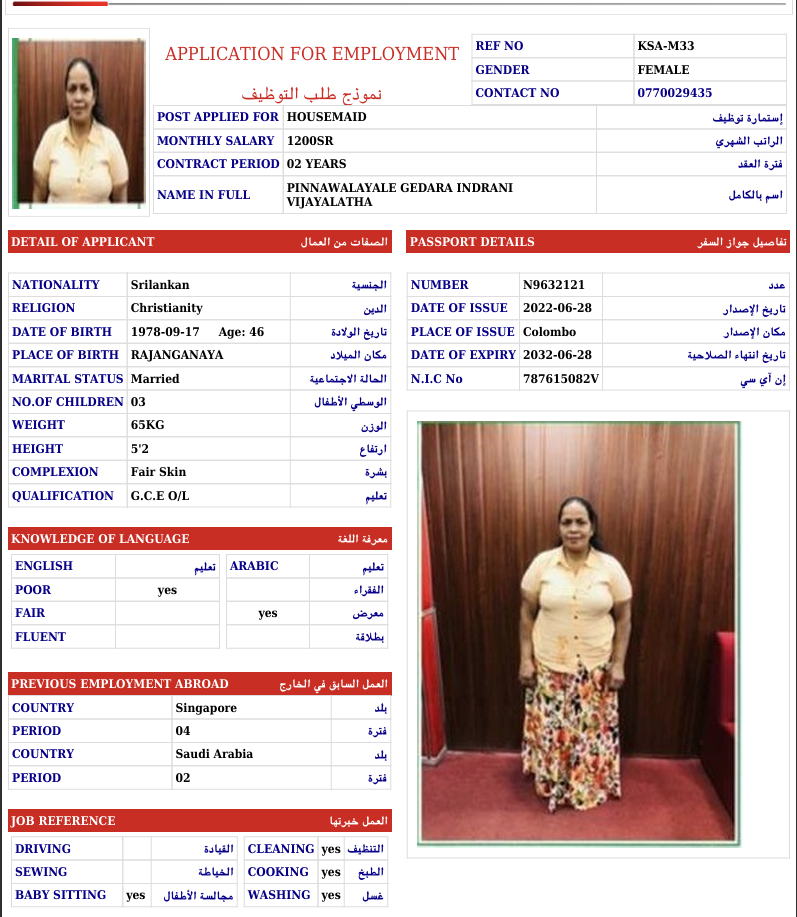 APPLICATION FOR EMPLOYMENT
نموذج طلب التوظيف
REF NO KSA-M33
GENDER FEMALE
CONTACT NO 0770029435
POST APPLIED FOR HOUSEMAID إستمارة توظيف
MONTHLY SALARY 1200SR الراتب الشهري
CONTRACT PERIOD 02 YEARS فترة العقد
NAME IN FULL PINNAWALAYALE GEDARA INDRANI VIJAYALATHA اسم بالكامل
DETAIL OF APPLICANT الصفات من العمال
NATIONALITY Srilankan الجنسية
RELIGION Christianity الدين
DATE OF BIRTH 1978-09-17 Age: 46 تاريخ الولادة
PLACE OF BIRTH RAJANGANAYA مكان الميلاد
MARITAL STATUS Married الحالة الاجتماعية
NO.OF CHILDREN 03 الوسطي الأطفال
WEIGHT 65KG الوزن
HEIGHT 5'2 ارتفاع
COMPLEXION Fair Skin بشرة
QUALIFICATION G.C.E O/L تعليم
PASSPORT DETAILS تفاصيل جواز السفر
NUMBER N9632121 عدد
DATE OF ISSUE 2022-06-28 تاريخ الإصدار
PLACE OF ISSUE Colombo مكان الإصدار
DATE OF EXPIRY 2032-06-28 تاريخ انتهاء الصلاحية
N.I.C No 787615082V إن آي سي
KNOWLEDGE OF LANGUAGE معرفة اللغة
ENGLISH تعليم ARABIC تعليم
POOR yes الفقراء
FAIR yes معرض
FLUENT بطلاقة
PREVIOUS EMPLOYMENT ABROAD العمل السابق في الخارج
COUNTRY Singapore بلد
PERIOD 04 فترة
COUNTRY Saudi Arabia بلد
PERIOD 02 فترة
JOB REFERENCE العمل خبرتها
DRIVING القيادة CLEANING yes التنظيف
SEWING الخياطة COOKING yes الطبخ
BABY SITTING yes مجالسة الأطفال WASHING yes غسل